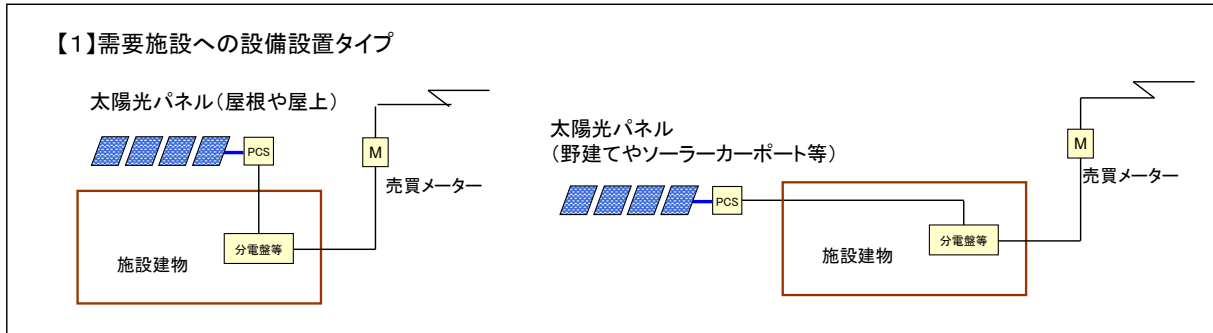 【1】需要施設への設備設置タイプ
太陽光パネル(屋根や屋上)
PCS
M
売買メーター
分電盤等
施設建物
太陽光パネル
(野建てやソーラーカーポート等)
PCS
M
売買メーター
分電盤等
施設建物